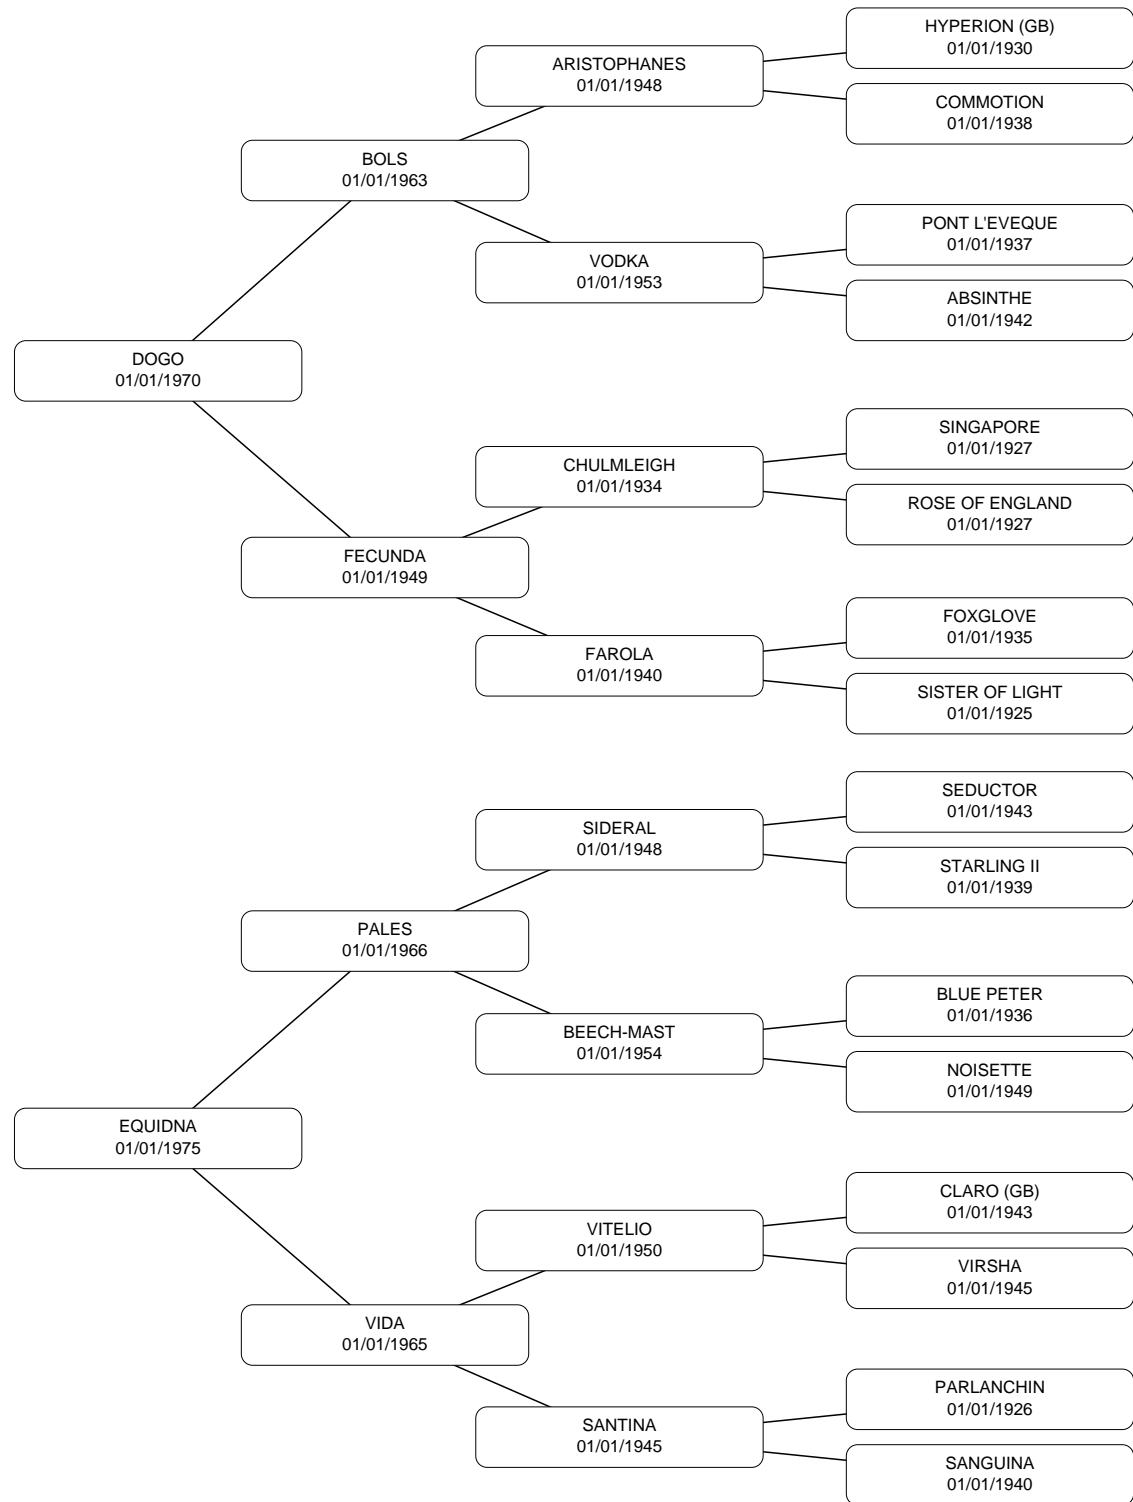 HYPERION (GB)
01/01/1930
ARISTOPHANES
01/01/1948
COMMOTION
01/01/1938
BOLS
01/01/1963
PONT L'EVEQUE
01/01/1937
VODKA
01/01/1953
ABSINTHE
01/01/1942
DOGO
01/01/1970
SINGAPORE
01/01/1927
CHULMLEIGH
01/01/1934
ROSE OF ENGLAND
01/01/1927
FECUNDA
01/01/1949
FOXGLOVE
01/01/1935
FAROLA
01/01/1940
SISTER OF LIGHT
01/01/1925
SEDUCTOR
01/01/1943
SIDERAL
01/01/1948
STARLING II
01/01/1939
PALES
01/01/1966
BLUE PETER
01/01/1936
BEECH-MAST
01/01/1954
NOISETTE
01/01/1949
EQUIDNA
01/01/1975
CLARO (GB)
01/01/1943
VITELIO
01/01/1950
VIRSHA
01/01/1945
VIDA
01/01/1965
PARLANCHIN
01/01/1926
SANTINA
01/01/1945
SANGUINA
01/01/1940